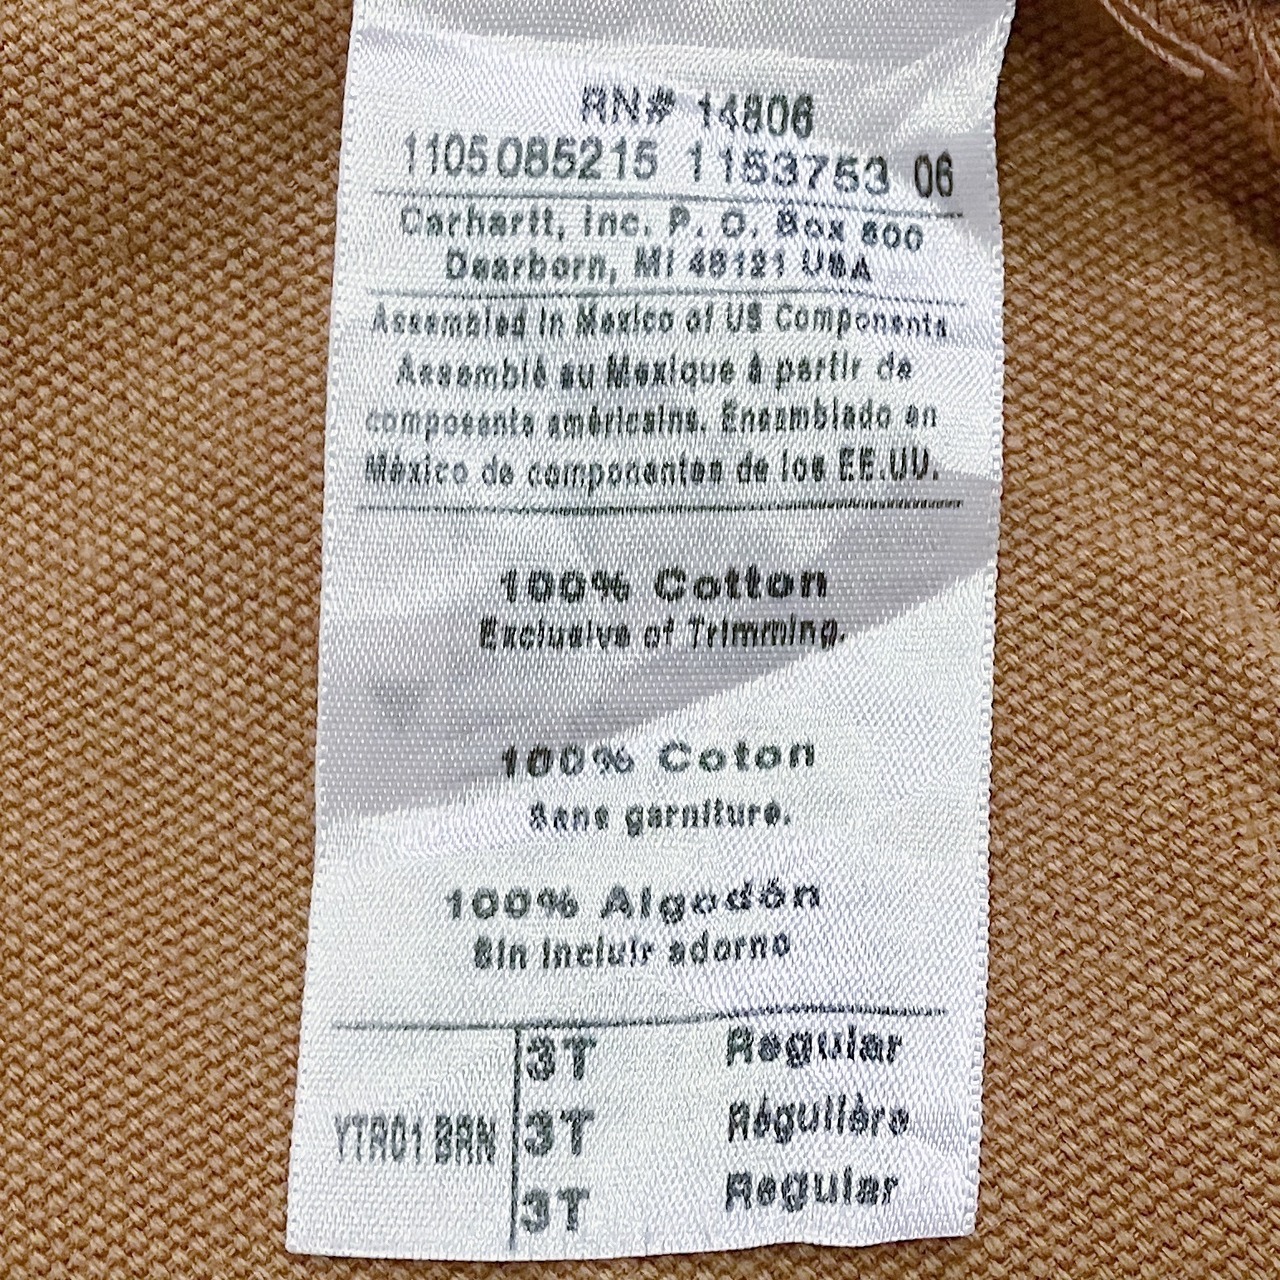 RN# 14806
1105085215 1153753 06
Carhartt, Inc. P. O. Box 600
Dearborn, MI 48121 USA
Assembled in Mexico of US Components
Assemblé au Mexique à partir de
composants américains. Ensamblado en
México de componentes de los EE.UU.
100% Cotton
Exclusive of Trimming.
100% Coton
Sans garniture.
100% Algodón
Sin incluir adorno
3T Regular
YTR01 BRN 3T Régulière
3T Regular